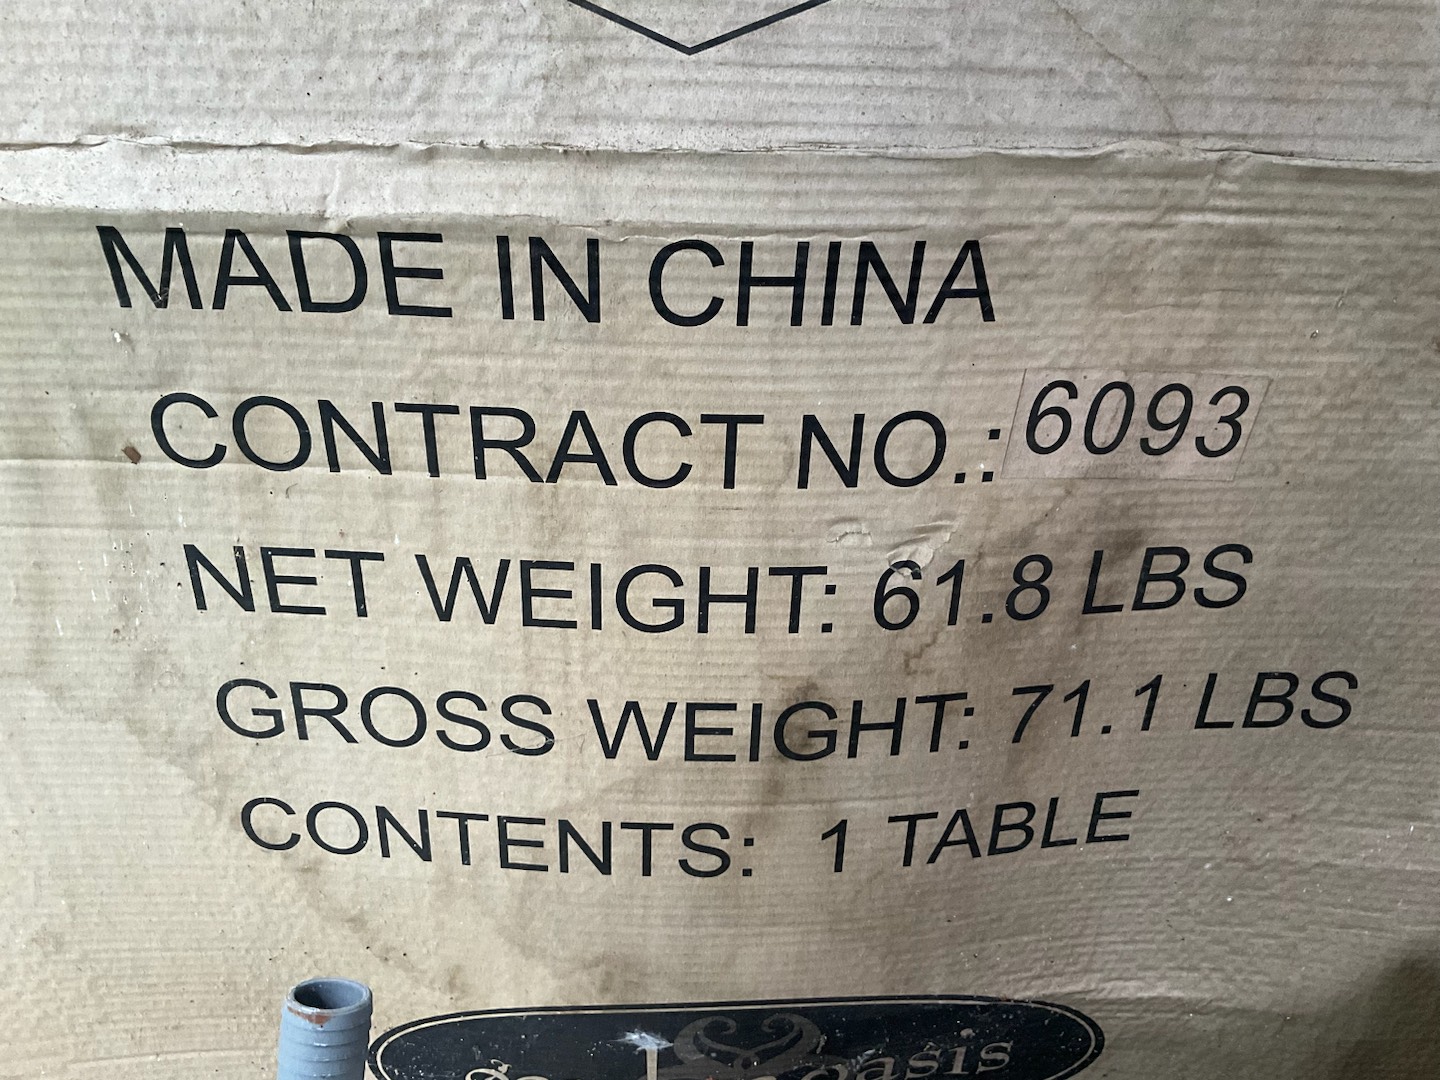 MADE IN CHINA
CONTRACT NO.: 6093
NET WEIGHT: 61.8 LBS
GROSS WEIGHT: 71.1 LBS
CONTENTS: 1 TABLE
oasis